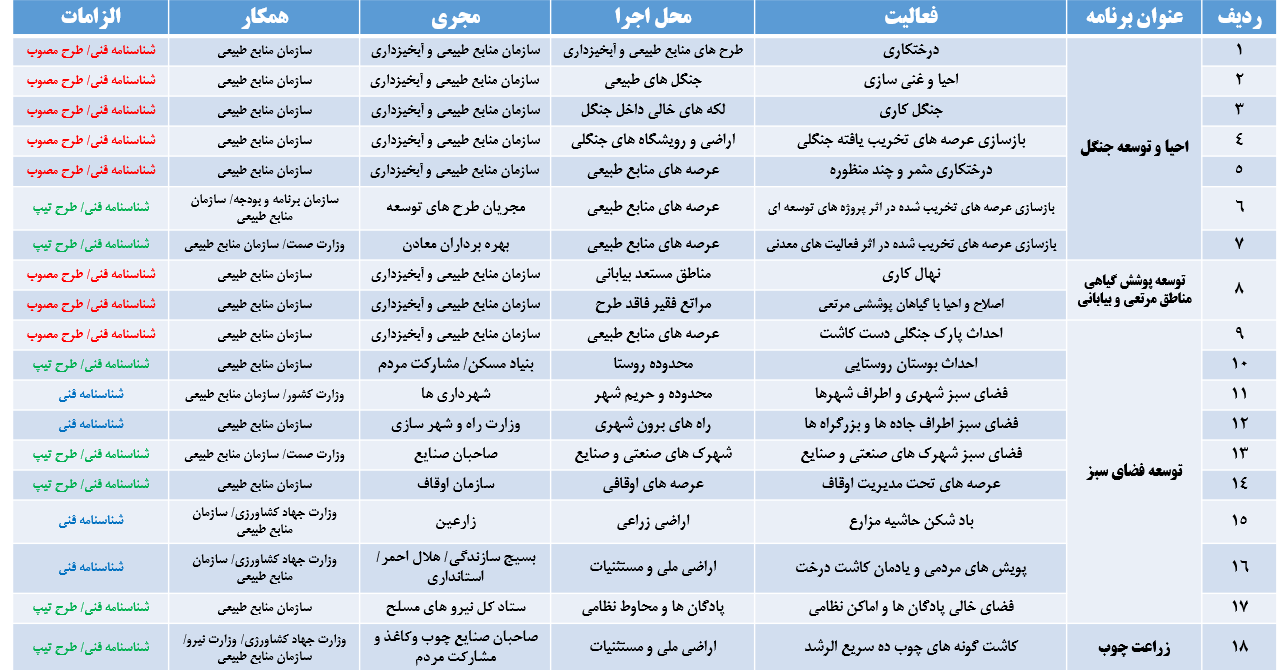 ردیف عنوان برنامه فعالیت محل اجرا مجری همکار الزامات
۱ درختکاری طرح های منابع طبیعی و آبخیزداری سازمان منابع طبیعی و آبخیزداری سازمان منابع طبیعی شناسنامه فنی/ طرح مصوب
۲ احیا و غنی سازی جنگل های طبیعی سازمان منابع طبیعی و آبخیزداری سازمان منابع طبیعی شناسنامه فنی/ طرح مصوب
۳ جنگل کاری لکه های خالی داخل جنگل سازمان منابع طبیعی و آبخیزداری سازمان منابع طبیعی شناسنامه فنی/ طرح مصوب
احیا و توسعه جنگل
۴ بازسازی عرصه های تخریب یافته جنگلی اراضی و رویشگاه های جنگلی سازمان منابع طبیعی و آبخیزداری سازمان منابع طبیعی شناسنامه فنی/ طرح مصوب
۵ درختکاری مثمر و چند منظوره عرصه های منابع طبیعی سازمان منابع طبیعی و آبخیزداری سازمان منابع طبیعی شناسنامه فنی/ طرح مصوب
۶ بازسازی عرصه های تخریب شده در اثر پروژه های توسعه ای عرصه های منابع طبیعی مجریان طرح های توسعه سازمان برنامه و بودجه/ سازمان
منابع طبیعی شناسنامه فنی/ طرح تیپ
۷ بازسازی عرصه های تخریب شده در اثر فعالیت های معدنی عرصه های منابع طبیعی بهره برداران معادن وزارت صمت/ سازمان منابع طبیعی شناسنامه فنی/ طرح تیپ
۸ توسعه پوشش گیاهی
مناطق مرتعی و بیابانی
نهال کاری مناطق مستعد بیابانی سازمان منابع طبیعی و آبخیزداری سازمان منابع طبیعی شناسنامه فنی/ طرح مصوب
اصلاح و احیا با گیاهان پوششی مرتعی مراتع فقیر فاقد طرح سازمان منابع طبیعی و آبخیزداری سازمان منابع طبیعی شناسنامه فنی/ طرح مصوب
۹ احداث پارک جنگلی دست کاشت عرصه های منابع طبیعی سازمان منابع طبیعی و آبخیزداری سازمان منابع طبیعی شناسنامه فنی/ طرح مصوب
۱۰ احداث بوستان روستایی محدوده روستا بنیاد مسکن/ مشارکت مردم سازمان منابع طبیعی شناسنامه فنی/ طرح تیپ
۱۱ فضای سبز شهری و اطراف شهرها محدوده و حریم شهر شهرداری ها وزارت کشور/ سازمان منابع طبیعی شناسنامه فنی
۱۲ فضای سبز اطراف جاده ها و بزرگراه ها راه های برون شهری وزارت راه و شهر سازی سازمان منابع طبیعی شناسنامه فنی
۱۳ فضای سبز شهرک های صنعتی و صنایع شهرک های صنعتی و صنایع صاحبان صنایع وزارت صمت/ سازمان منابع طبیعی شناسنامه فنی/ طرح تیپ
توسعه فضای سبز
۱۴ عرصه های تحت مدیریت اوقاف عرصه های اوقافی سازمان اوقاف سازمان منابع طبیعی شناسنامه فنی/ طرح تیپ
۱۵ باد شکن حاشیه مزارع اراضی زراعی زارعین وزارت جهاد کشاورزی/ سازمان
منابع طبیعی شناسنامه فنی
۱۶ پویش های مردمی و یادمان کاشت درخت اراضی ملی و مستثنیات بسیج سازندگی/ هلال احمر/
استانداری وزارت جهاد کشاورزی/ سازمان
منابع طبیعی شناسنامه فنی
۱۷ فضای خالی پادگان ها و اماکن نظامی پادگان ها و محاوط نظامی ستاد کل نیرو های مسلح سازمان منابع طبیعی شناسنامه فنی/ طرح تیپ
۱۸ زراعت چوب کاشت گونه های چوب ده سریع الرشد اراضی ملی و مستثنیات صاحبان صنایع چوب وکاغذ و
مشارکت مردم وزارت جهاد کشاورزی/ وزارت نیرو/
سازمان منابع طبیعی شناسنامه فنی/ طرح تیپ